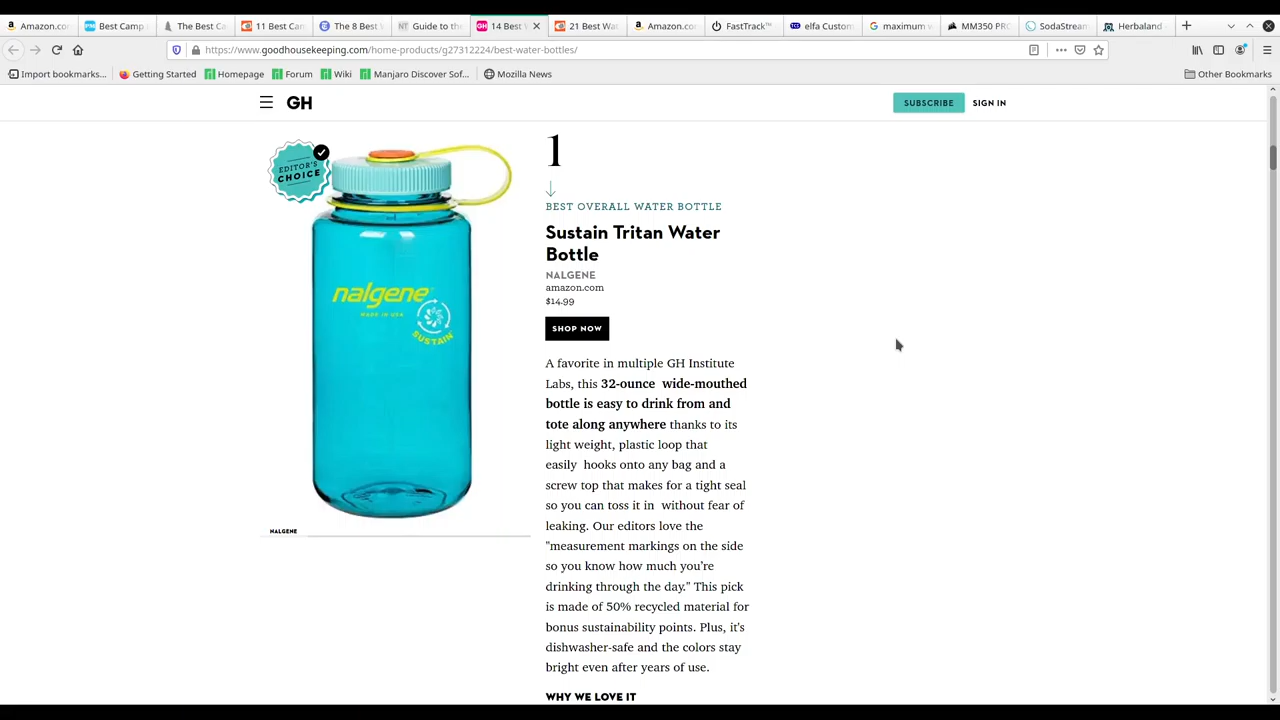 Amazon.com
Best Camp
The Best Ca
11 Best Can
The 8 Best
Guide to the
14 Best
21 Best Wat
Amazon.co
FastTrack™
elfa Custom
maximum v
MM350 PRO
SodaStream
Herbaland
https://www.goodhousekeeping.com/home-products/g27312224/best-water-bottles/
Import bookmarks...
Getting Started
Homepage
Forum
Wiki
Manjaro Discover Sof...
Mozilla News
Other Bookmarks
GH
SUBSCRIBE
SIGN IN
EDITOR'S
CHOICE
nalgene
MADE IN USA
SUSTAIN
NALGENE
1
BEST OVERALL WATER BOTTLE
Sustain Tritan Water
Bottle
NALGENE
amazon.com
$14.99
SHOP NOW
A favorite in multiple GH Institute
Labs, this 32-ounce wide-mouthed
bottle is easy to drink from and
tote along anywhere thanks to its
light weight, plastic loop that
easily hooks onto any bag and a
screw top that makes for a tight seal
so you can toss it in without fear of
leaking. Our editors love the
"measurement markings on the side
so you know how much you're
drinking through the day." This pick
is made of 50% recycled material for
bonus sustainability points. Plus, it's
dishwasher-safe and the colors stay
bright even after years of use.
WHY WE LOVE IT